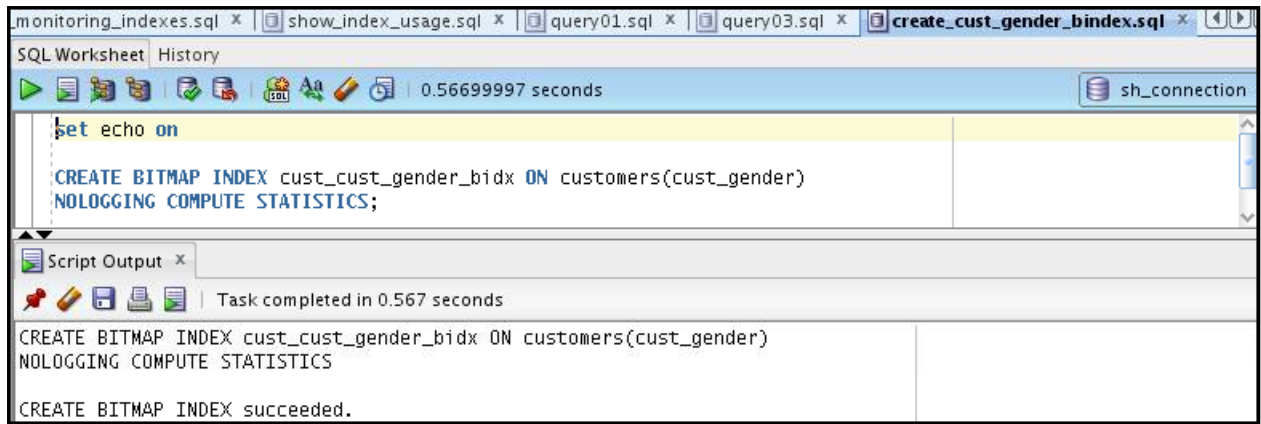 _monitoring_indexes.sql x show_index_usage.sql x query01.sql x query03.sql x create_cust_gender_bindex.sql x
SQL Worksheet History
0.56699997 seconds sh_connection
set echo on
CREATE BITMAP INDEX cust_cust_gender_bidx ON customers(cust_gender)
NOLOGGING COMPUTE STATISTICS;
Script Output x
Task completed in 0.567 seconds
CREATE BITMAP INDEX cust_cust_gender_bidx ON customers(cust_gender)
NOLOGGING COMPUTE STATISTICS
CREATE BITMAP INDEX succeeded.